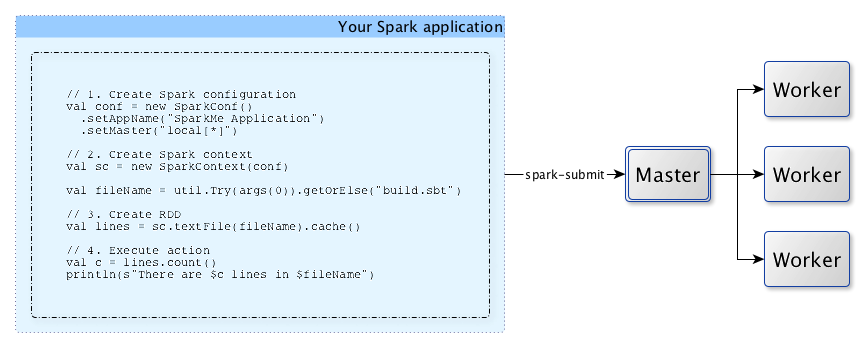 Your Spark application
// 1. Create Spark configuration
val conf = new SparkConf()
  .setAppName("SparkMe Application")
  .setMaster("local[*]")
// 2. Create Spark context
val sc = new SparkContext(conf)
val fileName = util.Try(args(0)).getOrElse("build.sbt")
// 3. Create RDD
val lines = sc.textFile(fileName).cache()
// 4. Execute action
val c = lines.count()
println(s"There are $c lines in $fileName")
spark-submit
Master
Worker
Worker
Worker